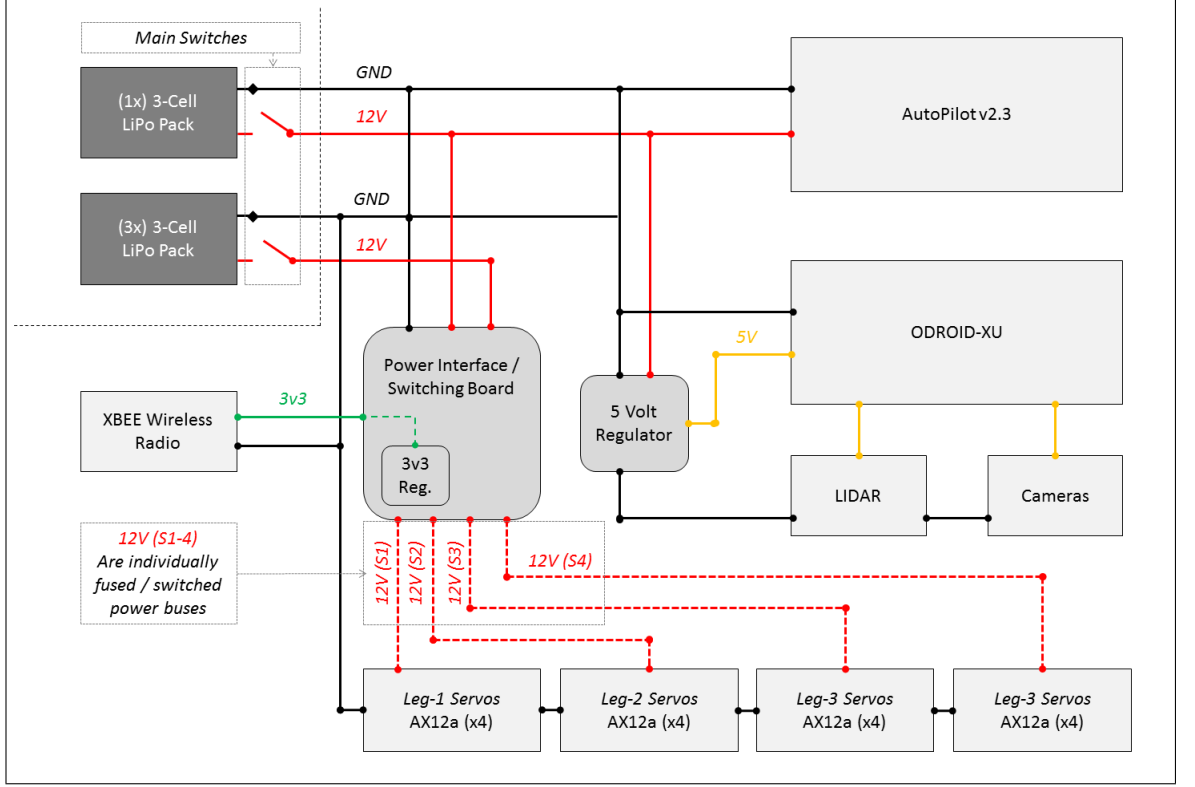 Main Switches
(1x) 3-Cell
LiPo Pack
GND
12V
AutoPilot v2.3
(3x) 3-Cell
LiPo Pack
GND
12V
ODROID-XU
5V
Power Interface /
Switching Board
5 Volt
Regulator
XBEE Wireless
Radio
3v3
3v3
Reg.
LIDAR
Cameras
12V (S1-4)
Are individually
fused / switched
power buses
12V (S1)
12V (S2)
12V (S3)
12V (S4)
Leg-1 Servos
AX12a (x4)
Leg-2 Servos
AX12a (x4)
Leg-3 Servos
AX12a (x4)
Leg-3 Servos
AX12a (x4)